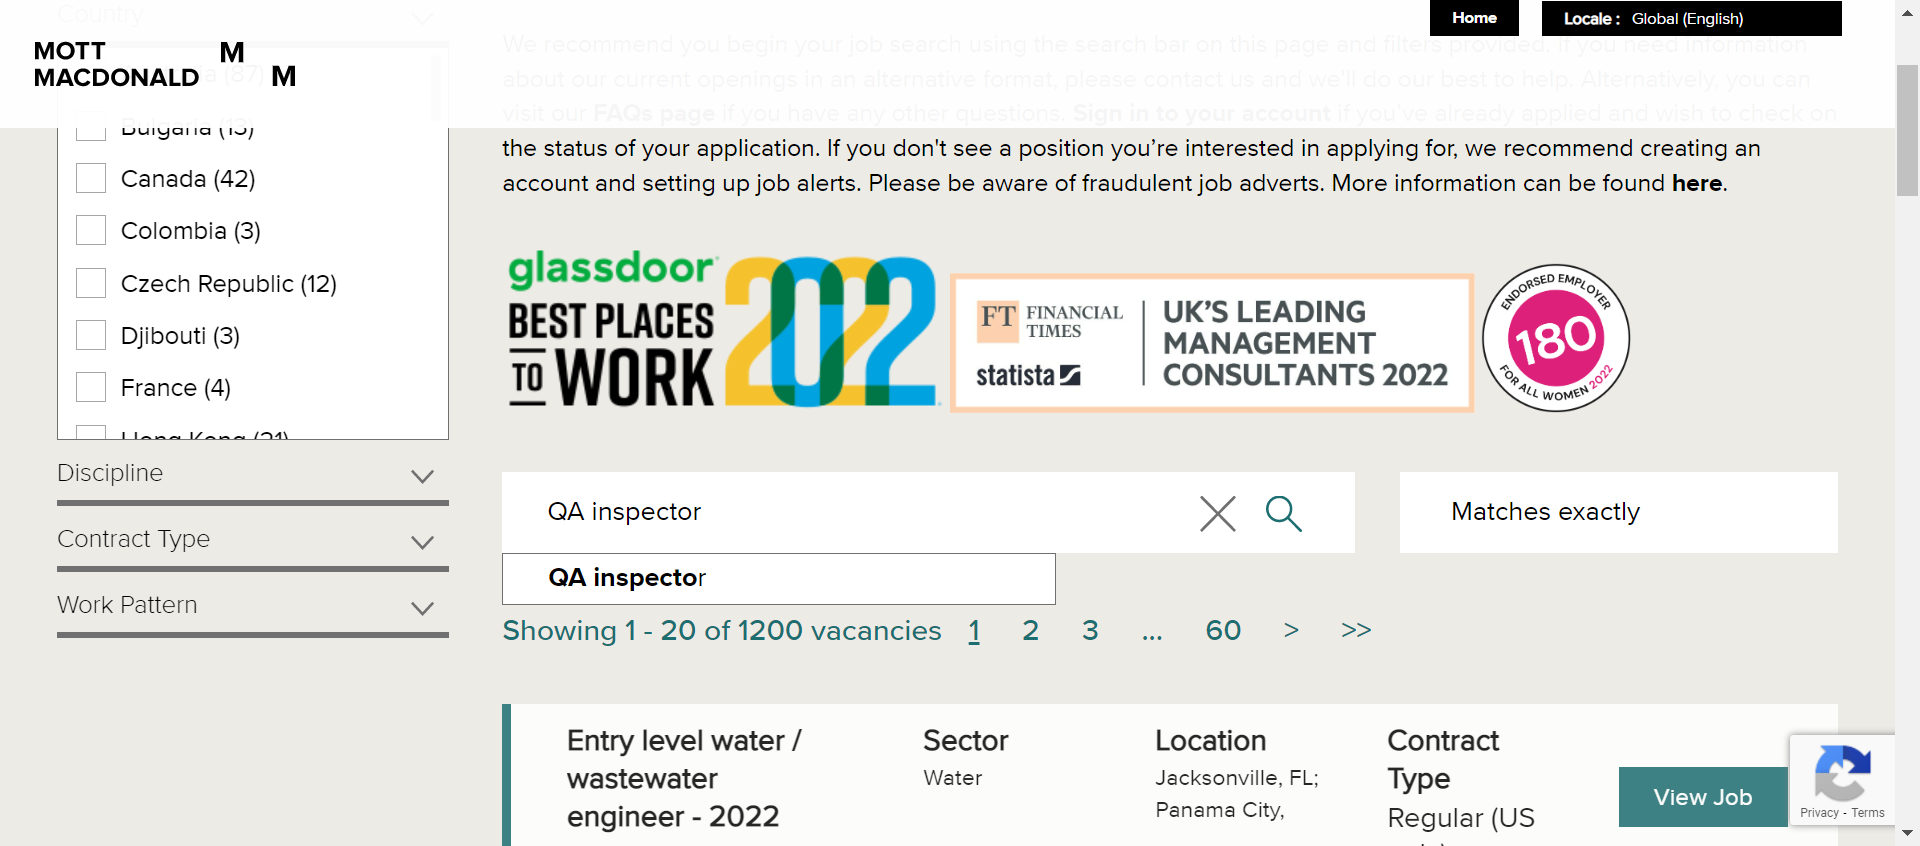 Country
Home
Locale : Global (English)
MOTT
MACDONALD
M
M
(87)
Bulgaria (13)
Canada (42)
Colombia (3)
Czech Republic (12)
Djibouti (3)
France (4)
Hong Kong (21)
Discipline
Contract Type
Work Pattern
We recommend you begin your job search using the search bar on this page and filters provided. If you need information
about our current openings in an alternative format, please contact us and we'll do our best to help. Alternatively, you can
visit our FAQs page if you have any other questions. Sign in to your account if you've already applied and wish to check on
the status of your application. If you don't see a position you're interested in applying for, we recommend creating an
account and setting up job alerts. Please be aware of fraudulent job adverts. More information can be found here.
glassdoor
BEST PLACES
TO WORK
2022
FT FINANCIAL
TIMES
statista
UK'S LEADING
MANAGEMENT
CONSULTANTS 2022
ENDORSED EMPLOYER
180
FOR ALL WOMEN 2022
QA inspector
Matches exactly
QA inspector
Showing 1 - 20 of 1200 vacancies 1 2 3 ... 60 > >>
Entry level water /
wastewater
engineer - 2022
Sector
Water
Location
Jacksonville, FL;
Panama City,
Contract
Type
Regular (US
View Job
Privacy - Terms